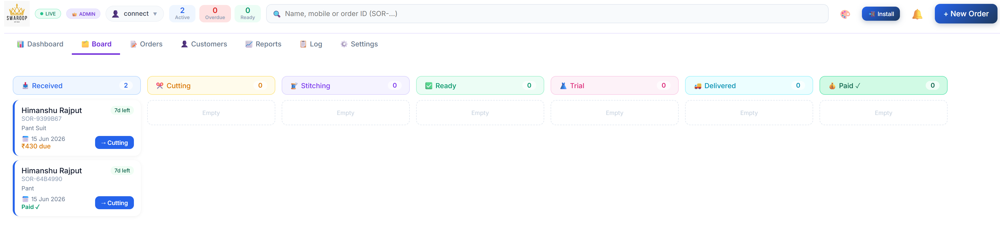 SWAROOP
LIVE
ADMIN
connect ▼
2
Active
0
Overdue
0
Ready
Name, mobile or order ID (SOR-...)
Install
+ New Order
Dashboard
Board
Orders
Customers
Reports
Log
Settings
Received 2
Cutting 0
Stitching 0
Ready 0
Trial 0
Delivered 0
Paid ✓ 0
Himanshu Rajput 7d left
SOR-9399B67
Pant Suit
15 Jun 2026
₹430 due
→ Cutting
Himanshu Rajput 7d left
SOR-64B4990
Pant
15 Jun 2026
Paid ✓
→ Cutting
Empty
Empty
Empty
Empty
Empty
Empty